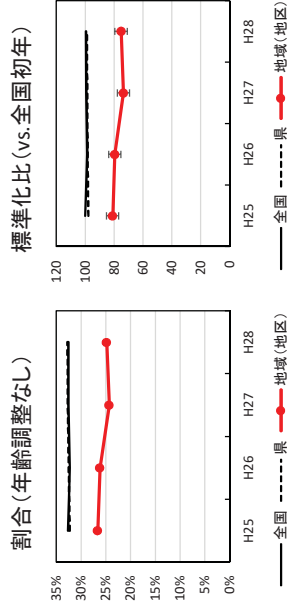 割合（年齢調整なし）
35%
30%
25%
20%
15%
10%
5%
0%
H25
H26
H27
H28
全国
県
地域（地区）
標準化比（vs.全国初年）
120
100
80
60
40
20
0
H25
H26
H27
H28
全国
県
地域（地区）